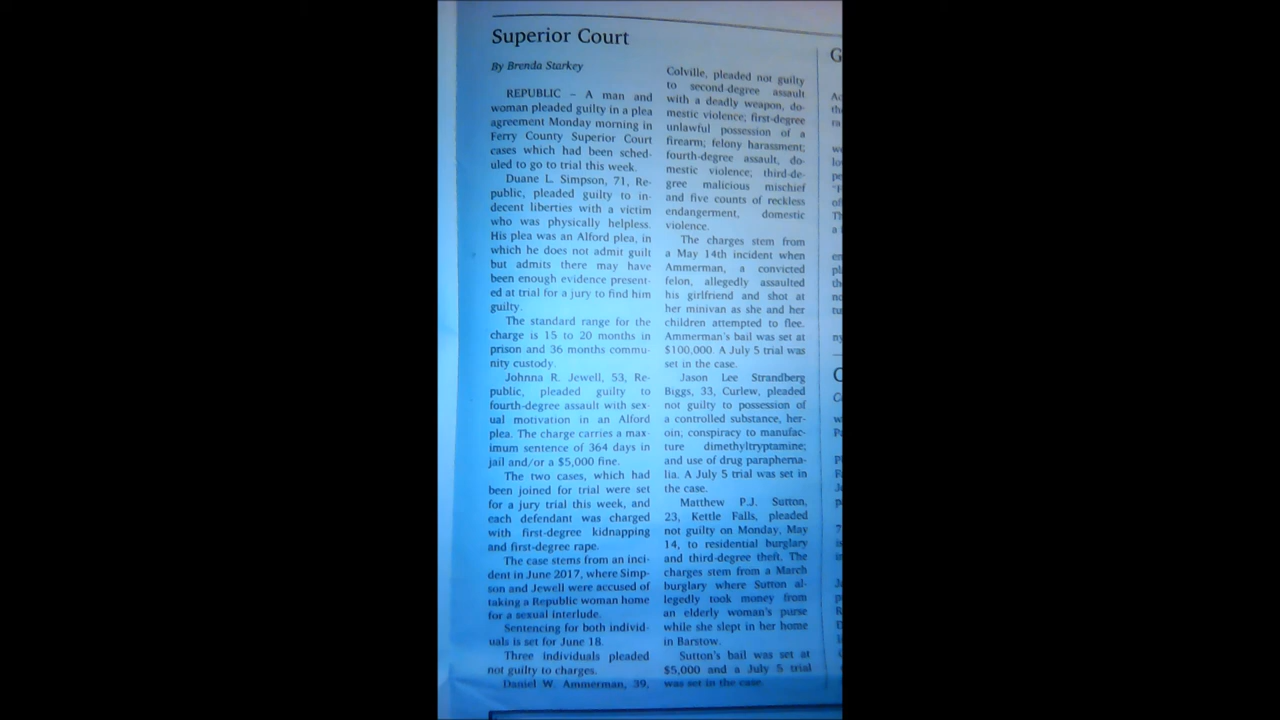 Superior Court
By Brenda Starkey
REPUBLIC – A man and
woman pleaded guilty in a plea
agreement Monday morning in
Ferry County Superior Court
cases which had been sched-
uled to go to trial this week.
Duane L. Simpson, 71, Re-
public, pleaded guilty to in-
decent liberties with a victim
who was physically helpless.
His plea was an Alford plea, in
which he does not admit guilt
but admits there may have
been enough evidence present-
ed at trial for a jury to find him
guilty.
The standard range for the
charge is 15 to 20 months in
prison and 36 months commu-
nity custody.
Johnna R. Jewell, 53, Re-
public, pleaded guilty to
fourth-degree assault with sex-
ual motivation in an Alford
plea. The charge carries a max-
imum sentence of 364 days in
jail and/or a $5,000 fine.
The two cases, which had
been joined for trial were set
for a jury trial this week, and
each defendant was charged
with first-degree kidnapping
and first-degree rape.
The case stems from an inci-
dent in June 2017, where Simp-
son and Jewell were accused of
taking a Republic woman home
for a sexual interlude.
Sentencing for both individ-
uals is set for June 18.
Three individuals pleaded
not guilty to charges.
Daniel W. Ammerman, 39,
Colville, pleaded not guilty
to second-degree assault
with a deadly weapon, do-
mestic violence; first-degree
unlawful possession of a
firearm; felony harassment;
fourth-degree assault, do-
mestic violence; third-de-
gree malicious mischief
and five counts of reckless
endangerment, domestic
violence.
The charges stem from
a May 14th incident when
Ammerman, a convicted
felon, allegedly assaulted
his girlfriend and shot at
her minivan as she and her
children attempted to flee.
Ammerman's bail was set at
$100,000. A July 5 trial was
set in the case.
Jason Lee Strandberg
Biggs, 33, Curlew, pleaded
not guilty to possession of
a controlled substance, her-
oin, conspiracy to manufac-
ture dimethyltryptamine;
and use of drug parapherna-
lia. A July 5 trial was set in
the case.
Matthew P.J. Sutton,
23, Kettle Falls, pleaded
not guilty on Monday, May
14, to residential burglary
and third-degree theft. The
charges stem from a March
burglary where Sutton al-
legedly took money from
an elderly woman's purse
while she slept in her home
in Barstow.
Sutton's bail was set at
$5,000 and a July 5 trial
was set in the case.